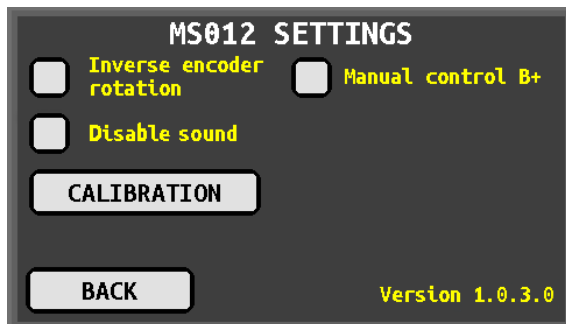 MS012 SETTINGS
Inverse encoder
rotation
Manual control B+
Disable sound
CALIBRATION
BACK
Version 1.0.3.0